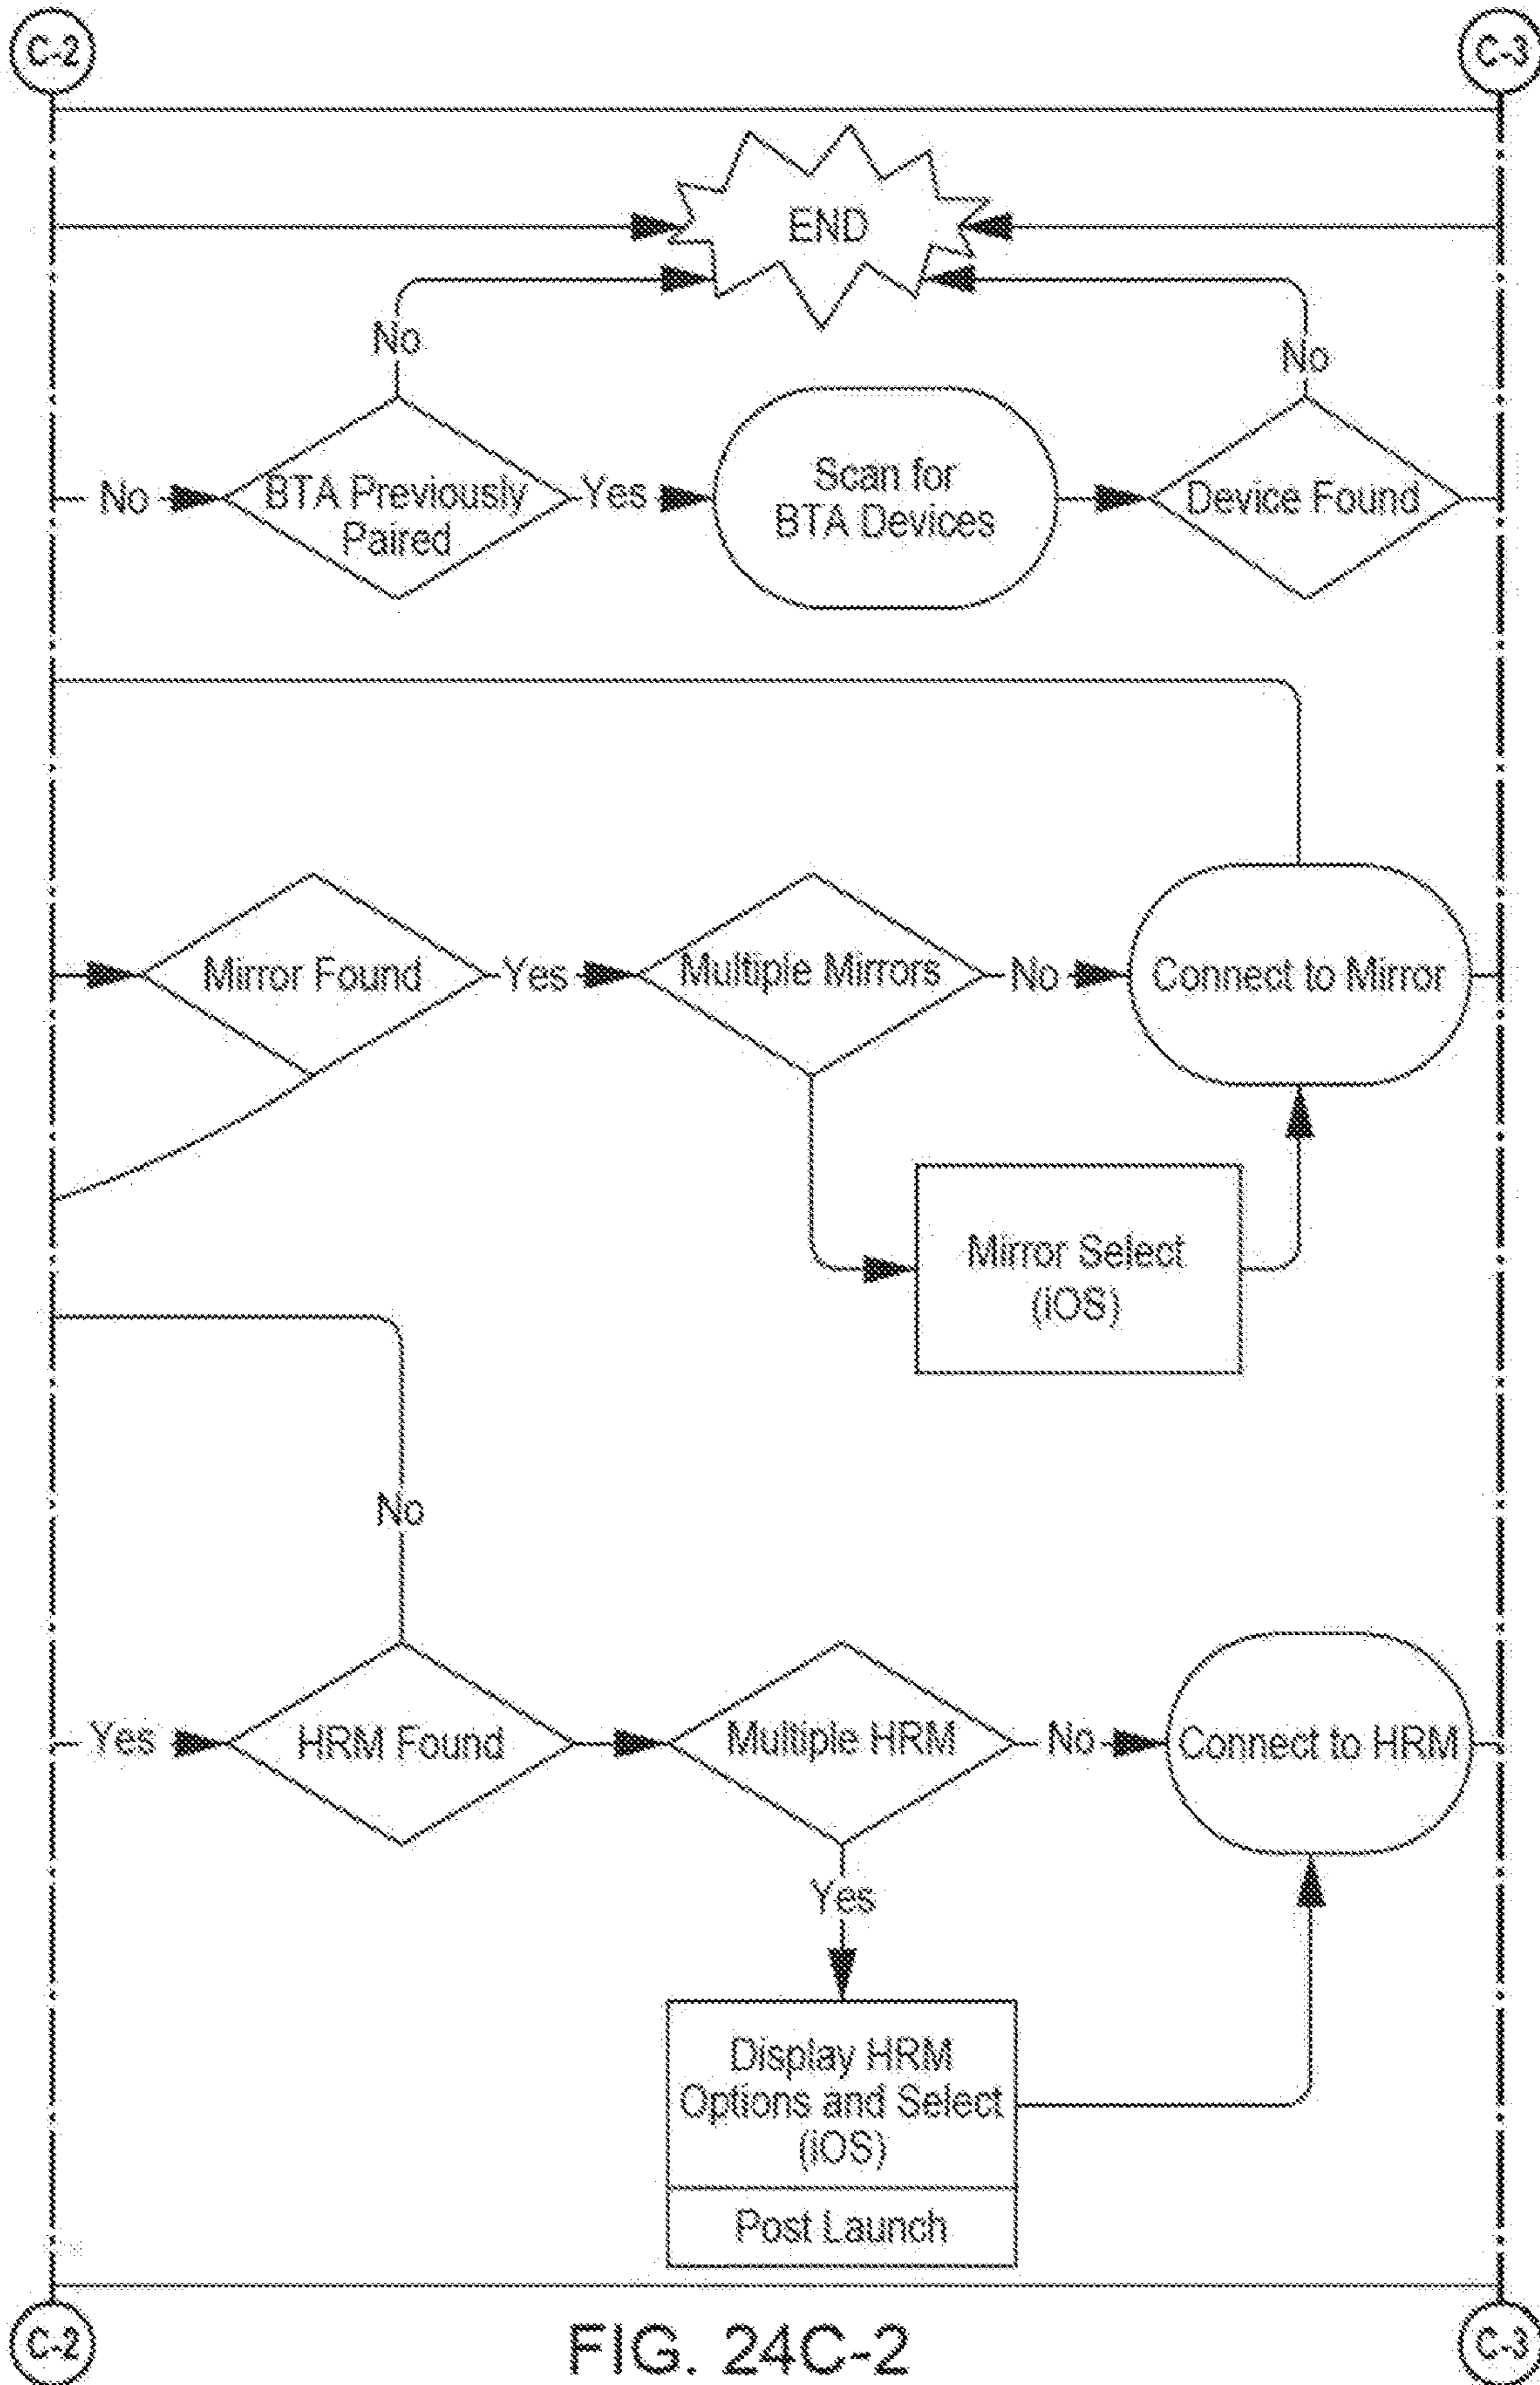 C-2
C-3
END
No
No
No
BTA Previously
Paired
Yes
Scan for
BTA Devices
Device Found
Mirror Found
Yes
Multiple Mirrors
No
Connect to Mirror
Mirror Select
(iOS)
No
Yes
HRM Found
Multiple HRM
No
Connect to HRM
Yes
Display HRM
Options and Select
(iOS)
Post Launch
C-2
C-3
FIG. 24C-2